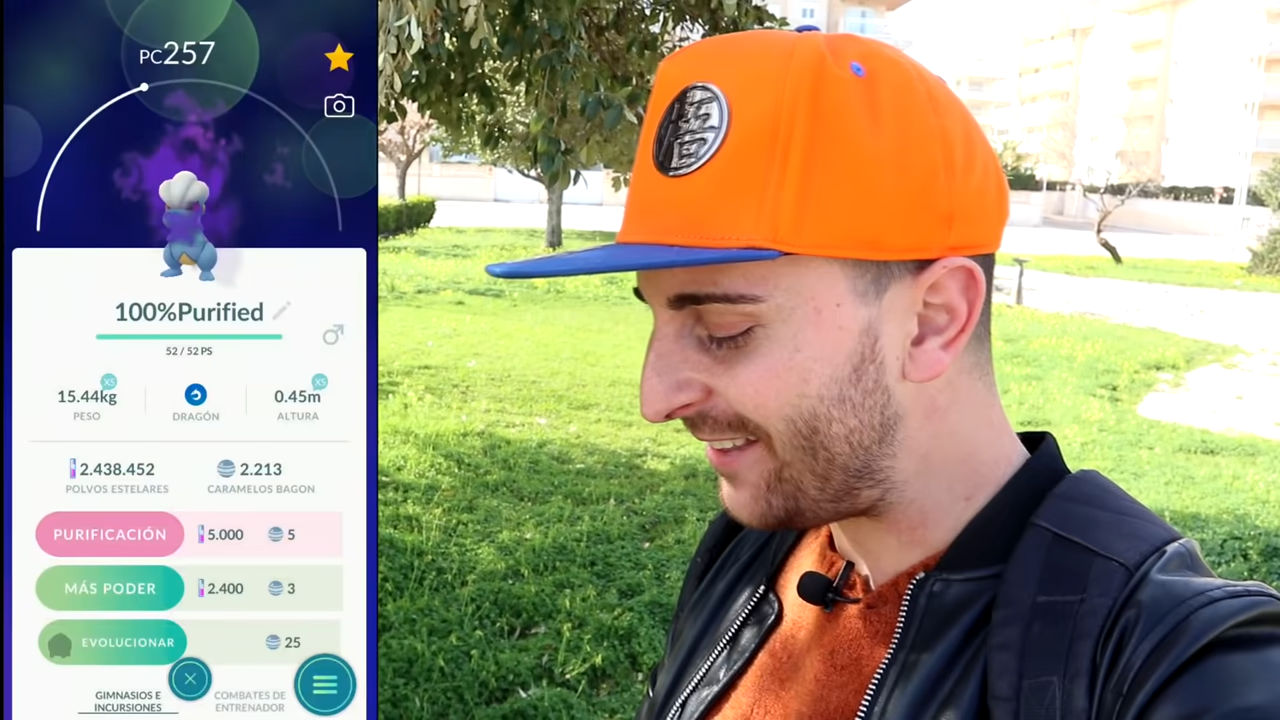 PC257
100%Purified
52 / 52 PS
XS
XS
15.44kg
0.45m
PESO
DRAGÓN
ALTURA
2.438.452
2.213
POLVOS ESTELARES
CARAMELOS BAGON
PURIFICACIÓN
5.000
5
MÁS PODER
2.400
3
EVOLUCIONAR
25
GIMNASIOS E
INCURSIONES
COMBATES DE
ENTRENADOR
悟